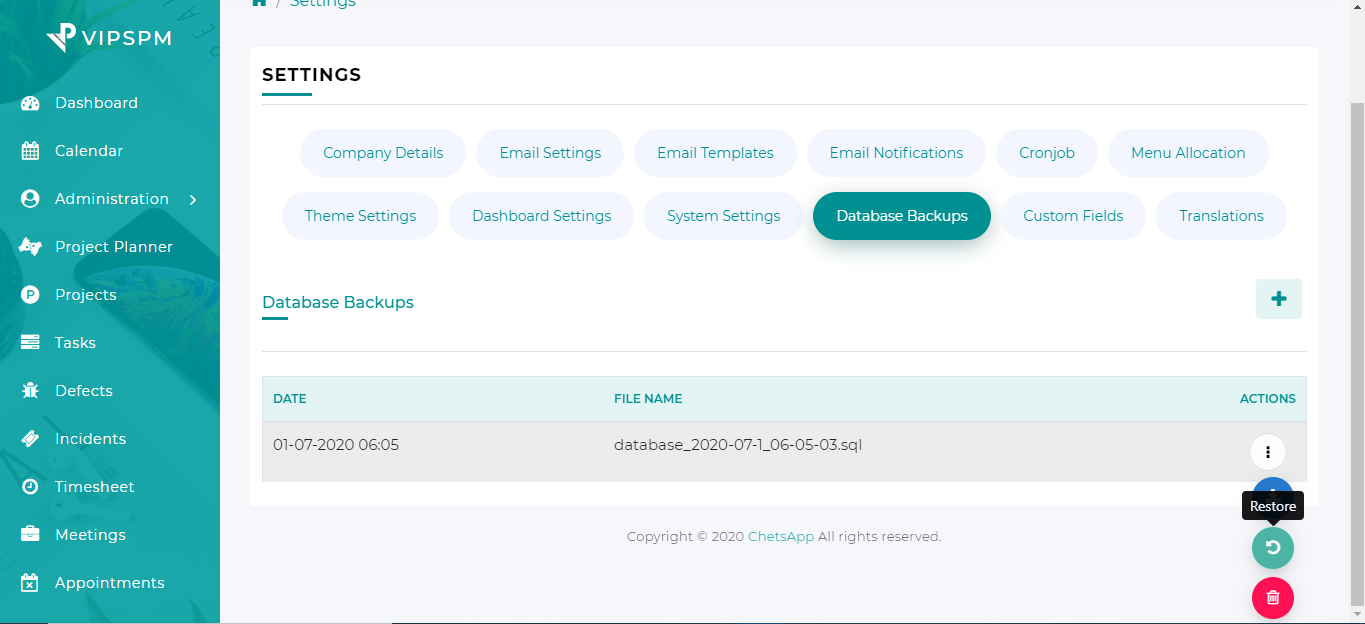 Settings
VIPSPM
Dashboard
Calendar
Administration
Project Planner
Projects
Tasks
Defects
Incidents
Timesheet
Meetings
Appointments
SETTINGS
Company Details Email Settings Email Templates Email Notifications Cronjob Menu Allocation
Theme Settings Dashboard Settings System Settings Database Backups Custom Fields Translations
Database Backups
DATE FILE NAME ACTIONS
01-07-2020 06:05 database_2020-07-1_06-05-03.sql
Restore
Copyright © 2020 ChetsApp All rights reserved.